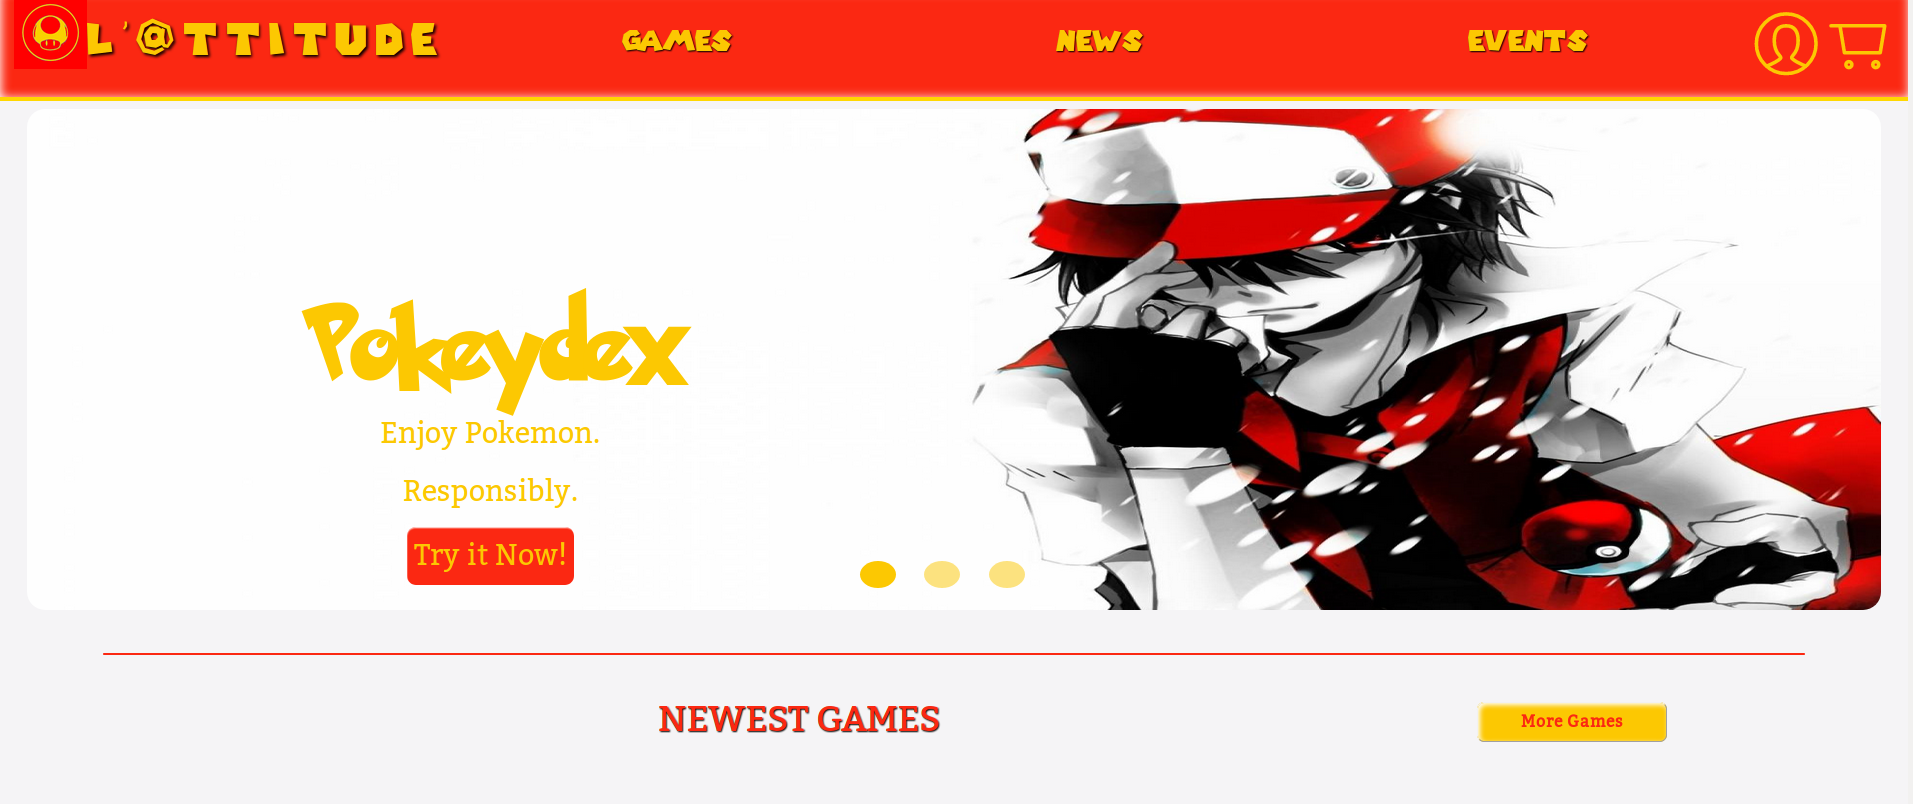 L'@TTITUDE
GAMES
NEWS
EVENTS
Pokeydex
Enjoy Pokemon.
Responsibly.
Try it Now!
NEWEST GAMES
More Games